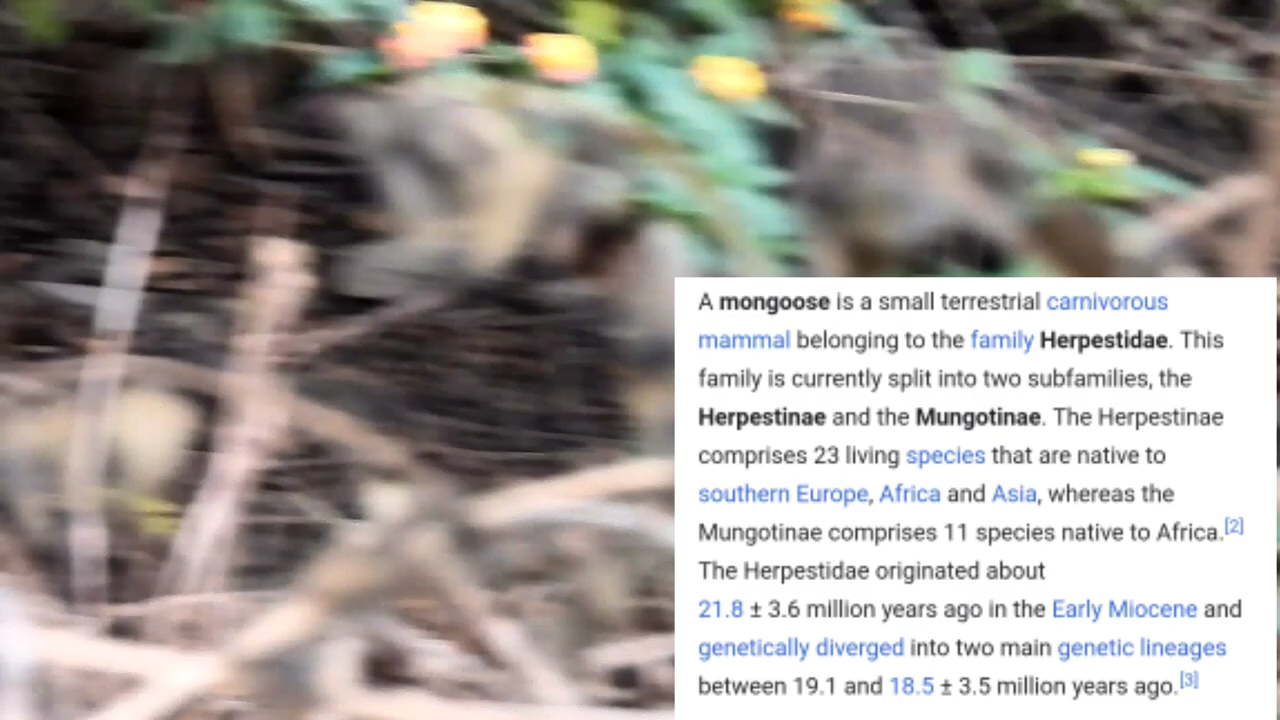 A mongoose is a small terrestrial carnivorous
mammal belonging to the family Herpestidae. This
family is currently split into two subfamilies, the
Herpestinae and the Mungotinae. The Herpestinae
comprises 23 living species that are native to
southern Europe, Africa and Asia, whereas the
Mungotinae comprises 11 species native to Africa.[2]
The Herpestidae originated about
21.8 ± 3.6 million years ago in the Early Miocene and
genetically diverged into two main genetic lineages
between 19.1 and 18.5 ± 3.5 million years ago.[3]